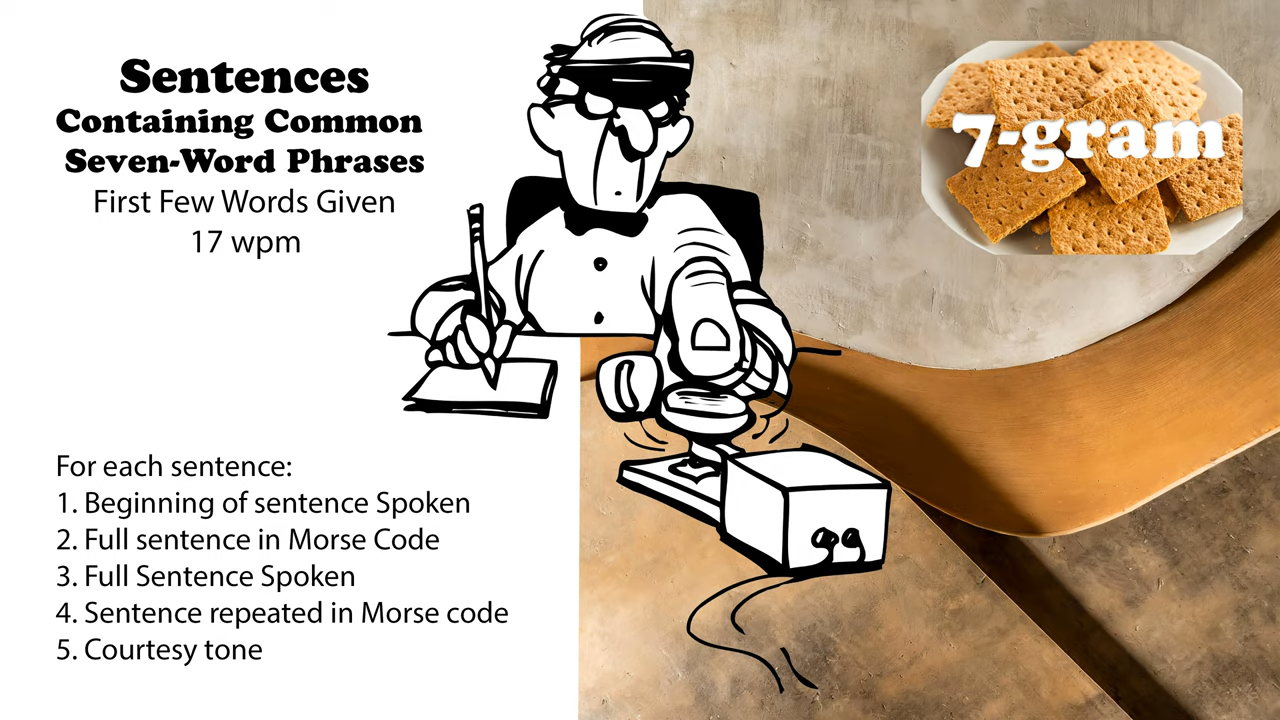 Sentences
Containing Common
Seven-Word Phrases
First Few Words Given
17 wpm
7-gram
For each sentence:
1. Beginning of sentence Spoken
2. Full sentence in Morse Code
3. Full Sentence Spoken
4. Sentence repeated in Morse code
5. Courtesy tone